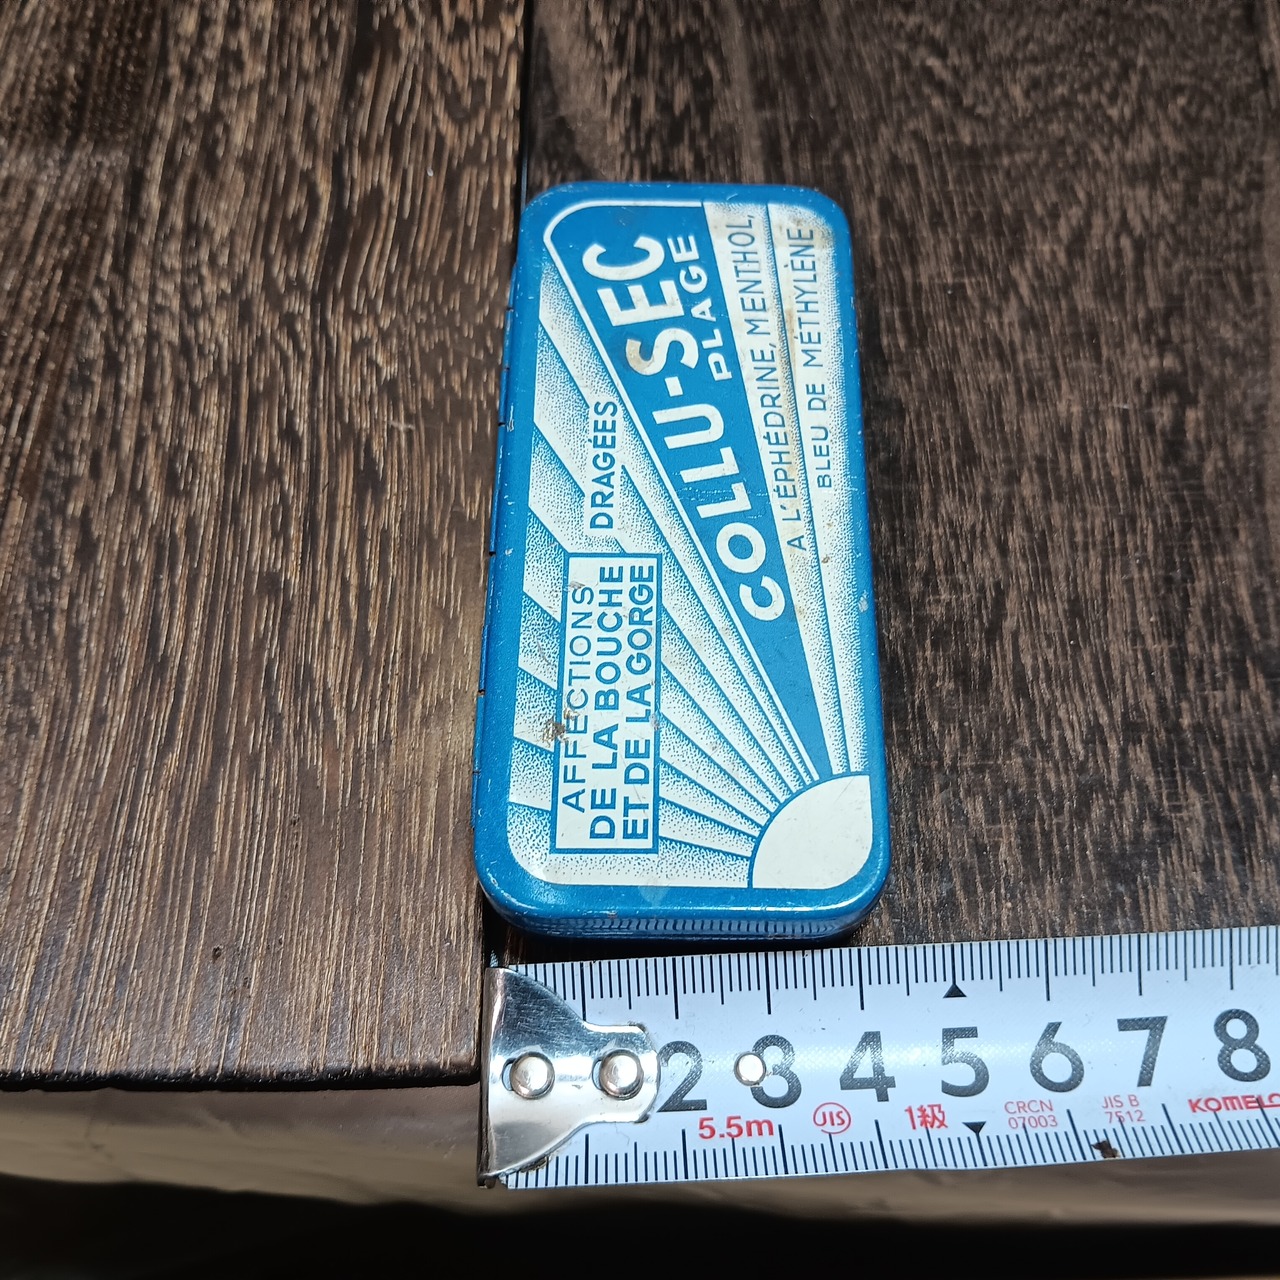 COLLU-SEC
PLAGE
DRAGÉES
A L'ÉPHÉDRINE, MENTHOL,
BLEU DE MÉTHYLÈNE
AFFECTIONS
DE LA BOUCHE
ET DE LA GORGE
2 3 4 5 6 7 8
5.5m JIS 1級 CRCN 07003 JIS B 7512 KOMELO